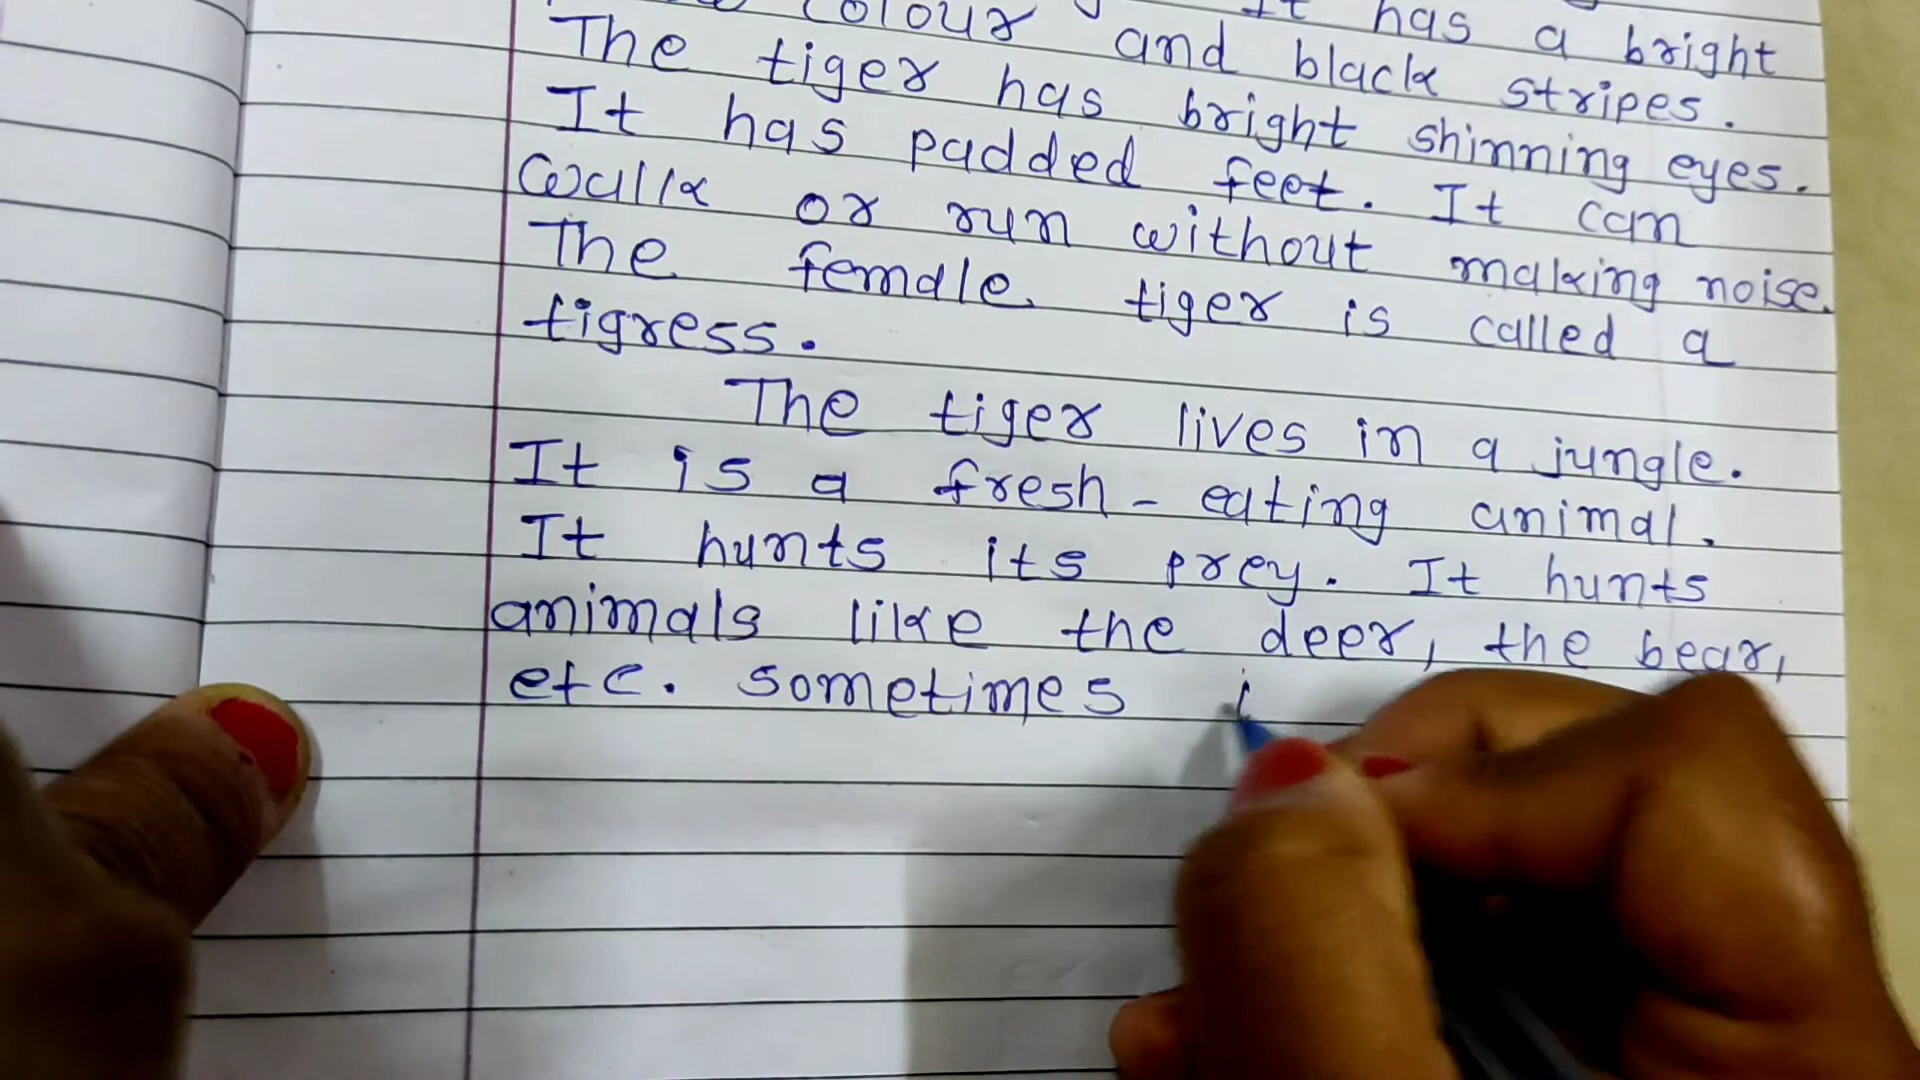 It has a bright
colour and black stripes.
The tiger has bright shinning eyes.
It has padded feet. It can
walk or run without making noise.
The female tiger is called a
tigress.
The tiger lives in a jungle.
It is a fresh - eating animal.
It hunts its prey. It hunts
animals like the deer, the bear,
etc. sometimes i